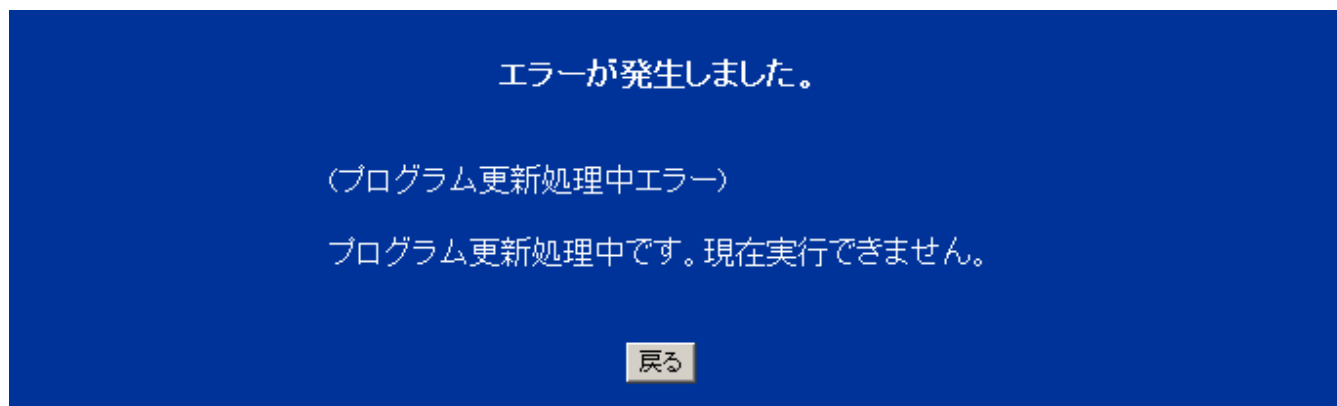 エラーが発生しました。
(プログラム更新処理中エラー)
プログラム更新処理中です。現在実行できません。
戻る